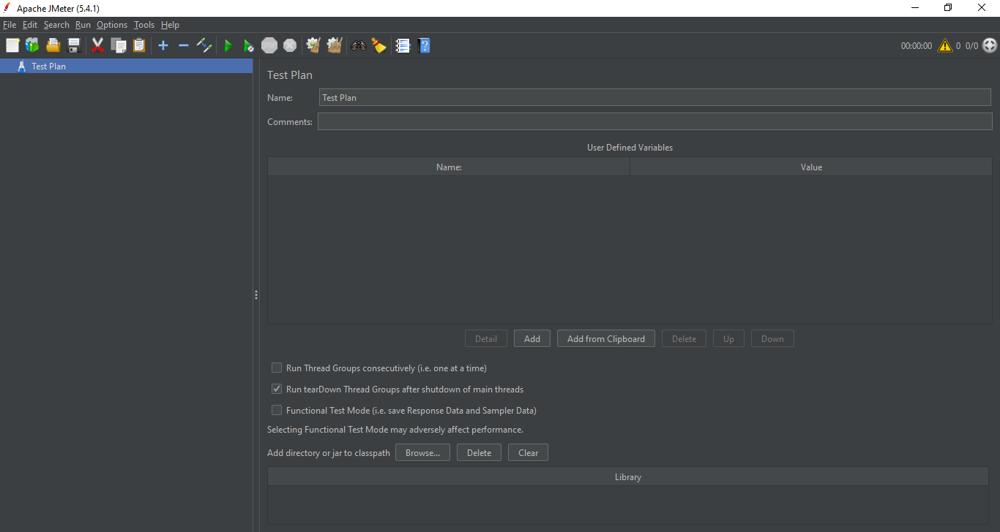 Apache JMeter (5.4.1)
File Edit Search Run Options Tools Help
STOP
00:00:00 0 0/0
Test Plan
Test Plan
Name: Test Plan
Comments:
User Defined Variables
Name: Value
Detail Add Add from Clipboard Delete Up Down
Run Thread Groups consecutively (i.e. one at a time)
Run tearDown Thread Groups after shutdown of main threads
Functional Test Mode (i.e. save Response Data and Sampler Data)
Selecting Functional Test Mode may adversely affect performance.
Add directory or jar to classpath Browse... Delete Clear
Library